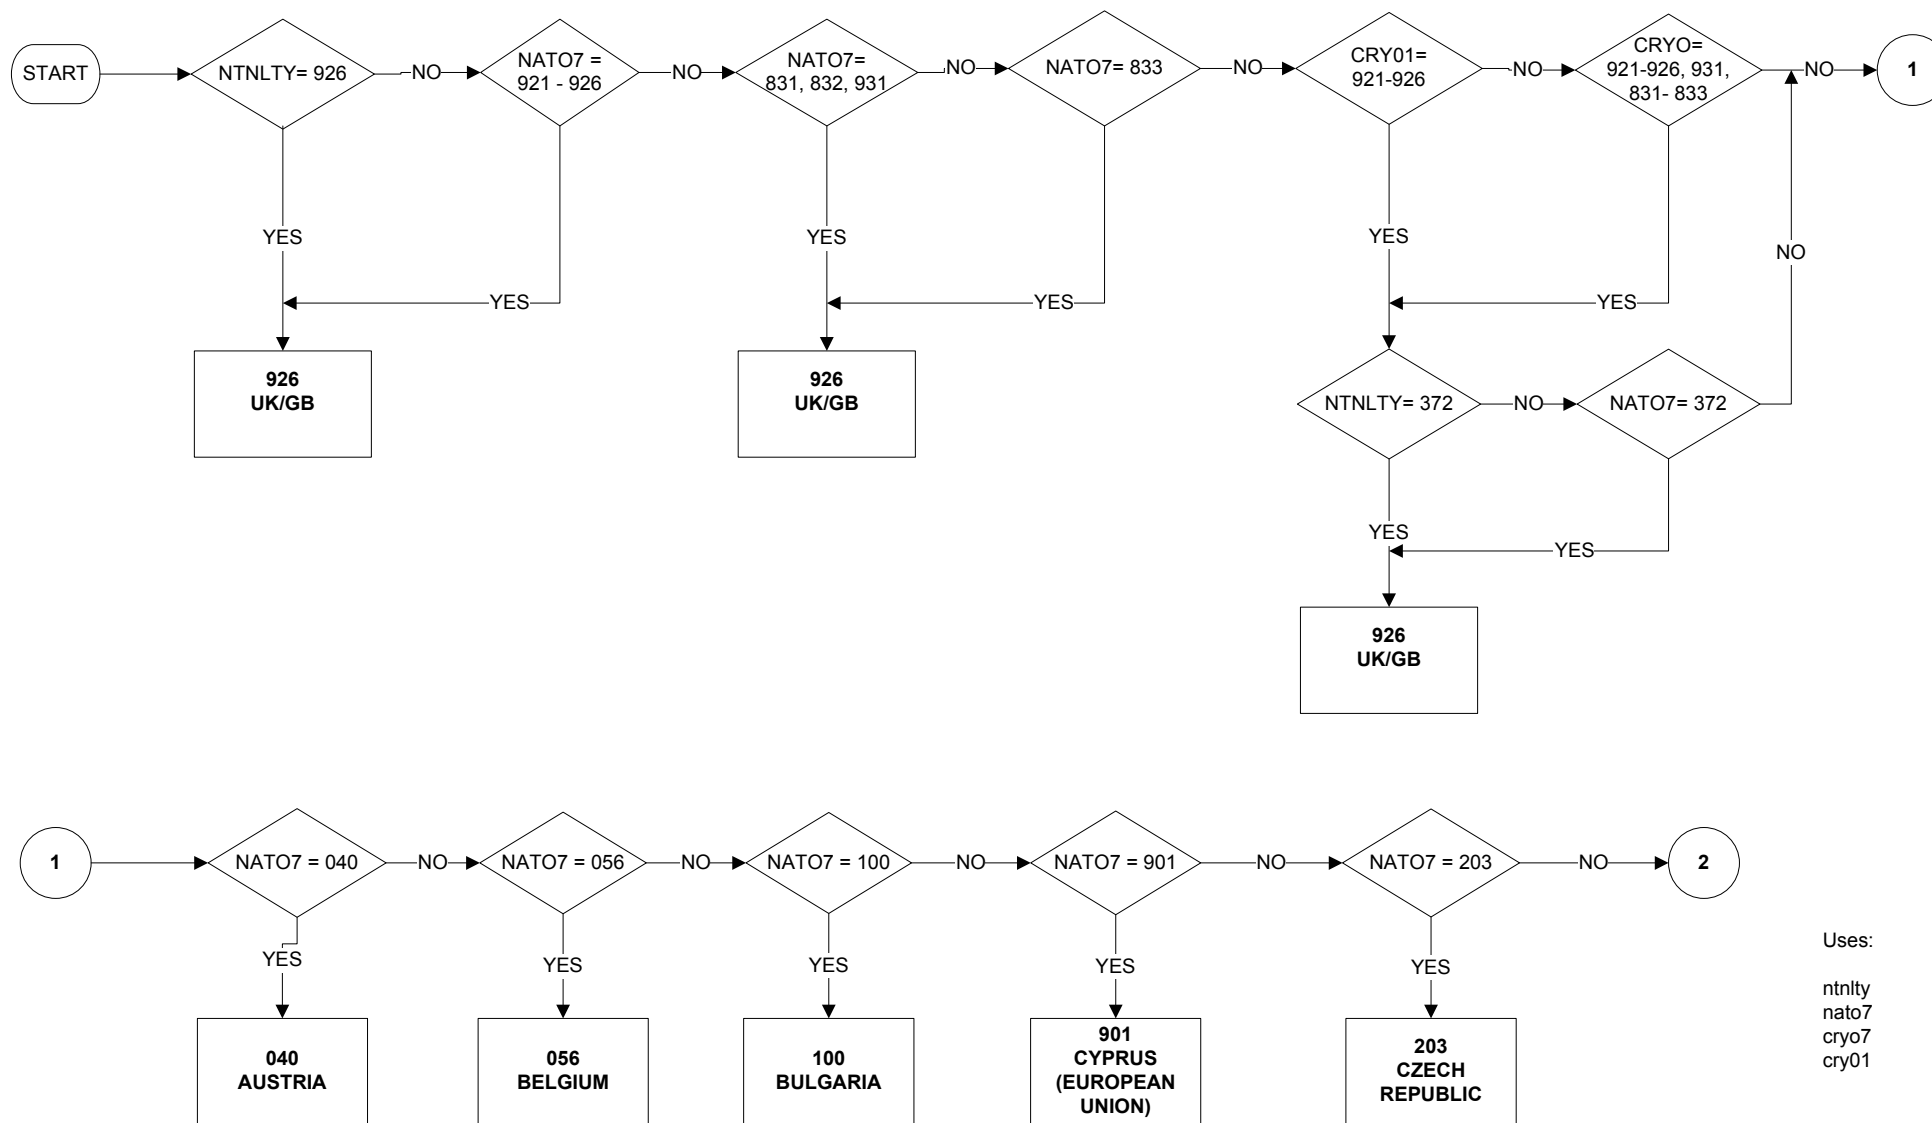 START
NTNLTY= 926
NO
NATO7 =
921 - 926
NO
NATO7=
831, 832, 931
NO
NATO7= 833
NO
CRY01=
921-926
NO
CRYO=
921-926, 931,
831- 833
NO
1
YES
YES
YES
YES
YES
YES
NO
926
UK/GB
926
UK/GB
NTNLTY= 372
NO
NATO7= 372
YES
YES
926
UK/GB
1
NATO7 = 040
NO
NATO7 = 056
NO
NATO7 = 100
NO
NATO7 = 901
NO
NATO7 = 203
NO
2
YES
YES
YES
YES
YES
040
AUSTRIA
056
BELGIUM
100
BULGARIA
901
CYPRUS
(EUROPEAN
UNION)
203
CZECH
REPUBLIC
Uses:
ntnlty
nato7
cryo7
cry01